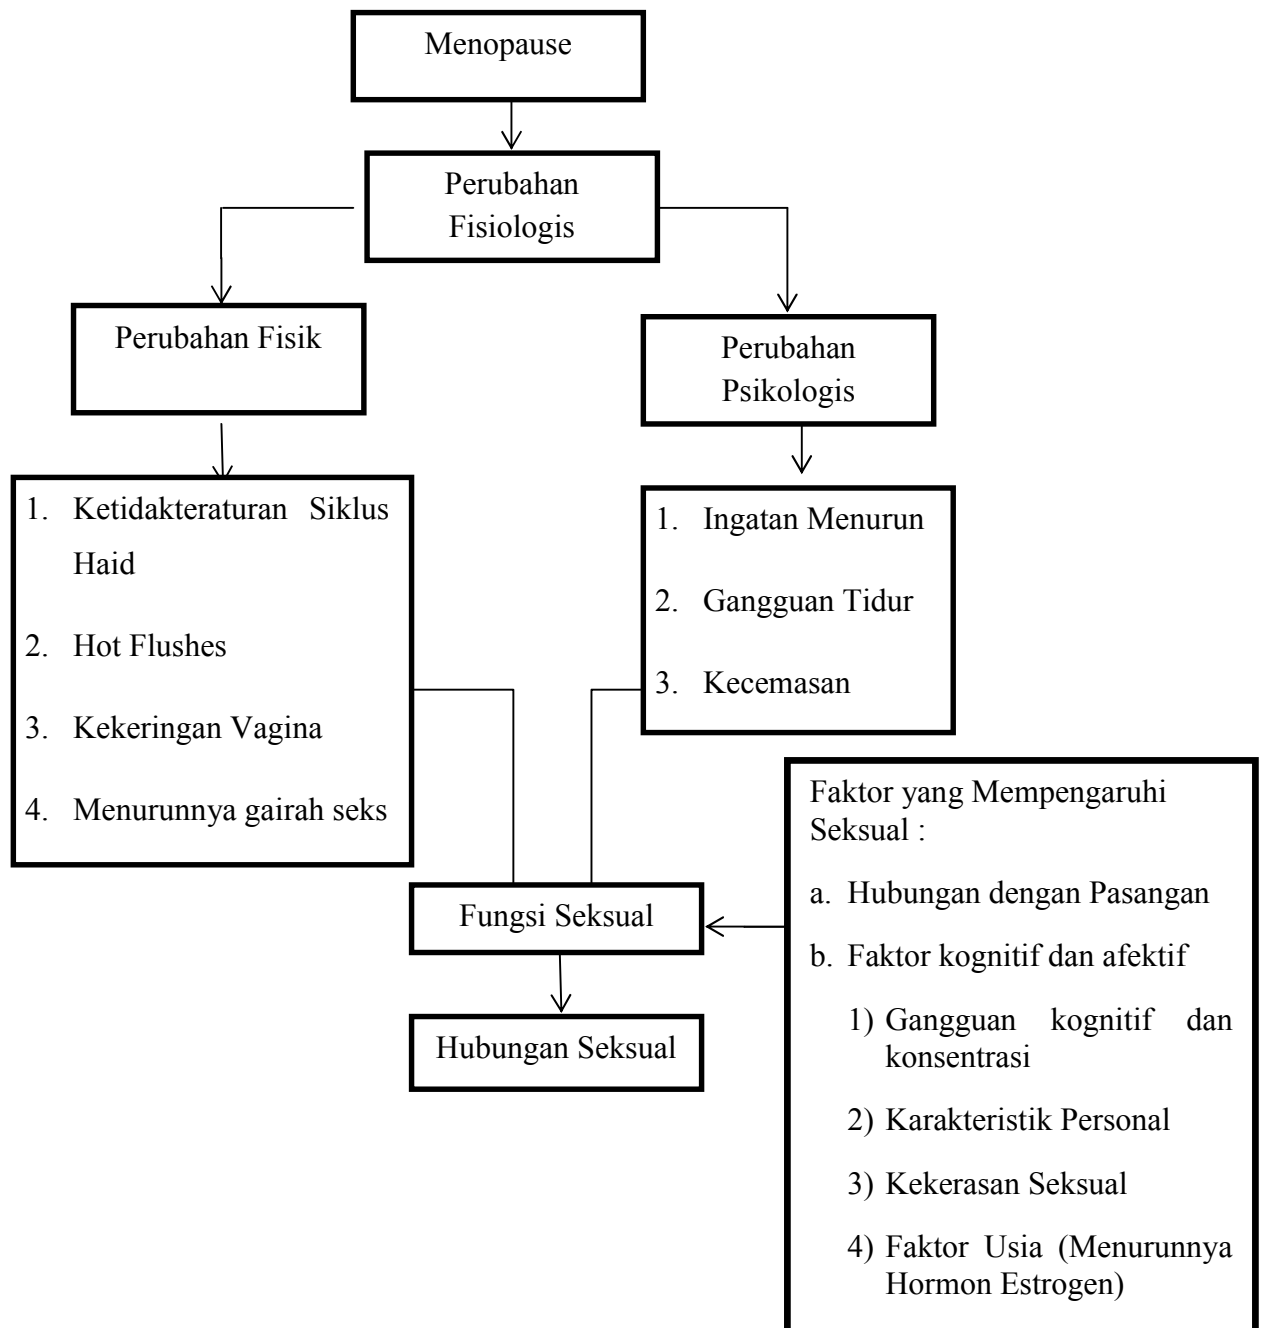 Menopause
Perubahan
Fisiologis
Perubahan Fisik
Perubahan
Psikologis
1. Ketidakteraturan Siklus
Haid
2. Hot Flushes
3. Kekeringan Vagina
4. Menurunnya gairah seks
1. Ingatan Menurun
2. Gangguan Tidur
3. Kecemasan
Faktor yang Mempengaruhi
Seksual :
a. Hubungan dengan Pasangan
b. Faktor kognitif dan afektif
1) Gangguan kognitif dan
konsentrasi
2) Karakteristik Personal
3) Kekerasan Seksual
4) Faktor Usia (Menurunnya
Hormon Estrogen)
Fungsi Seksual
Hubungan Seksual